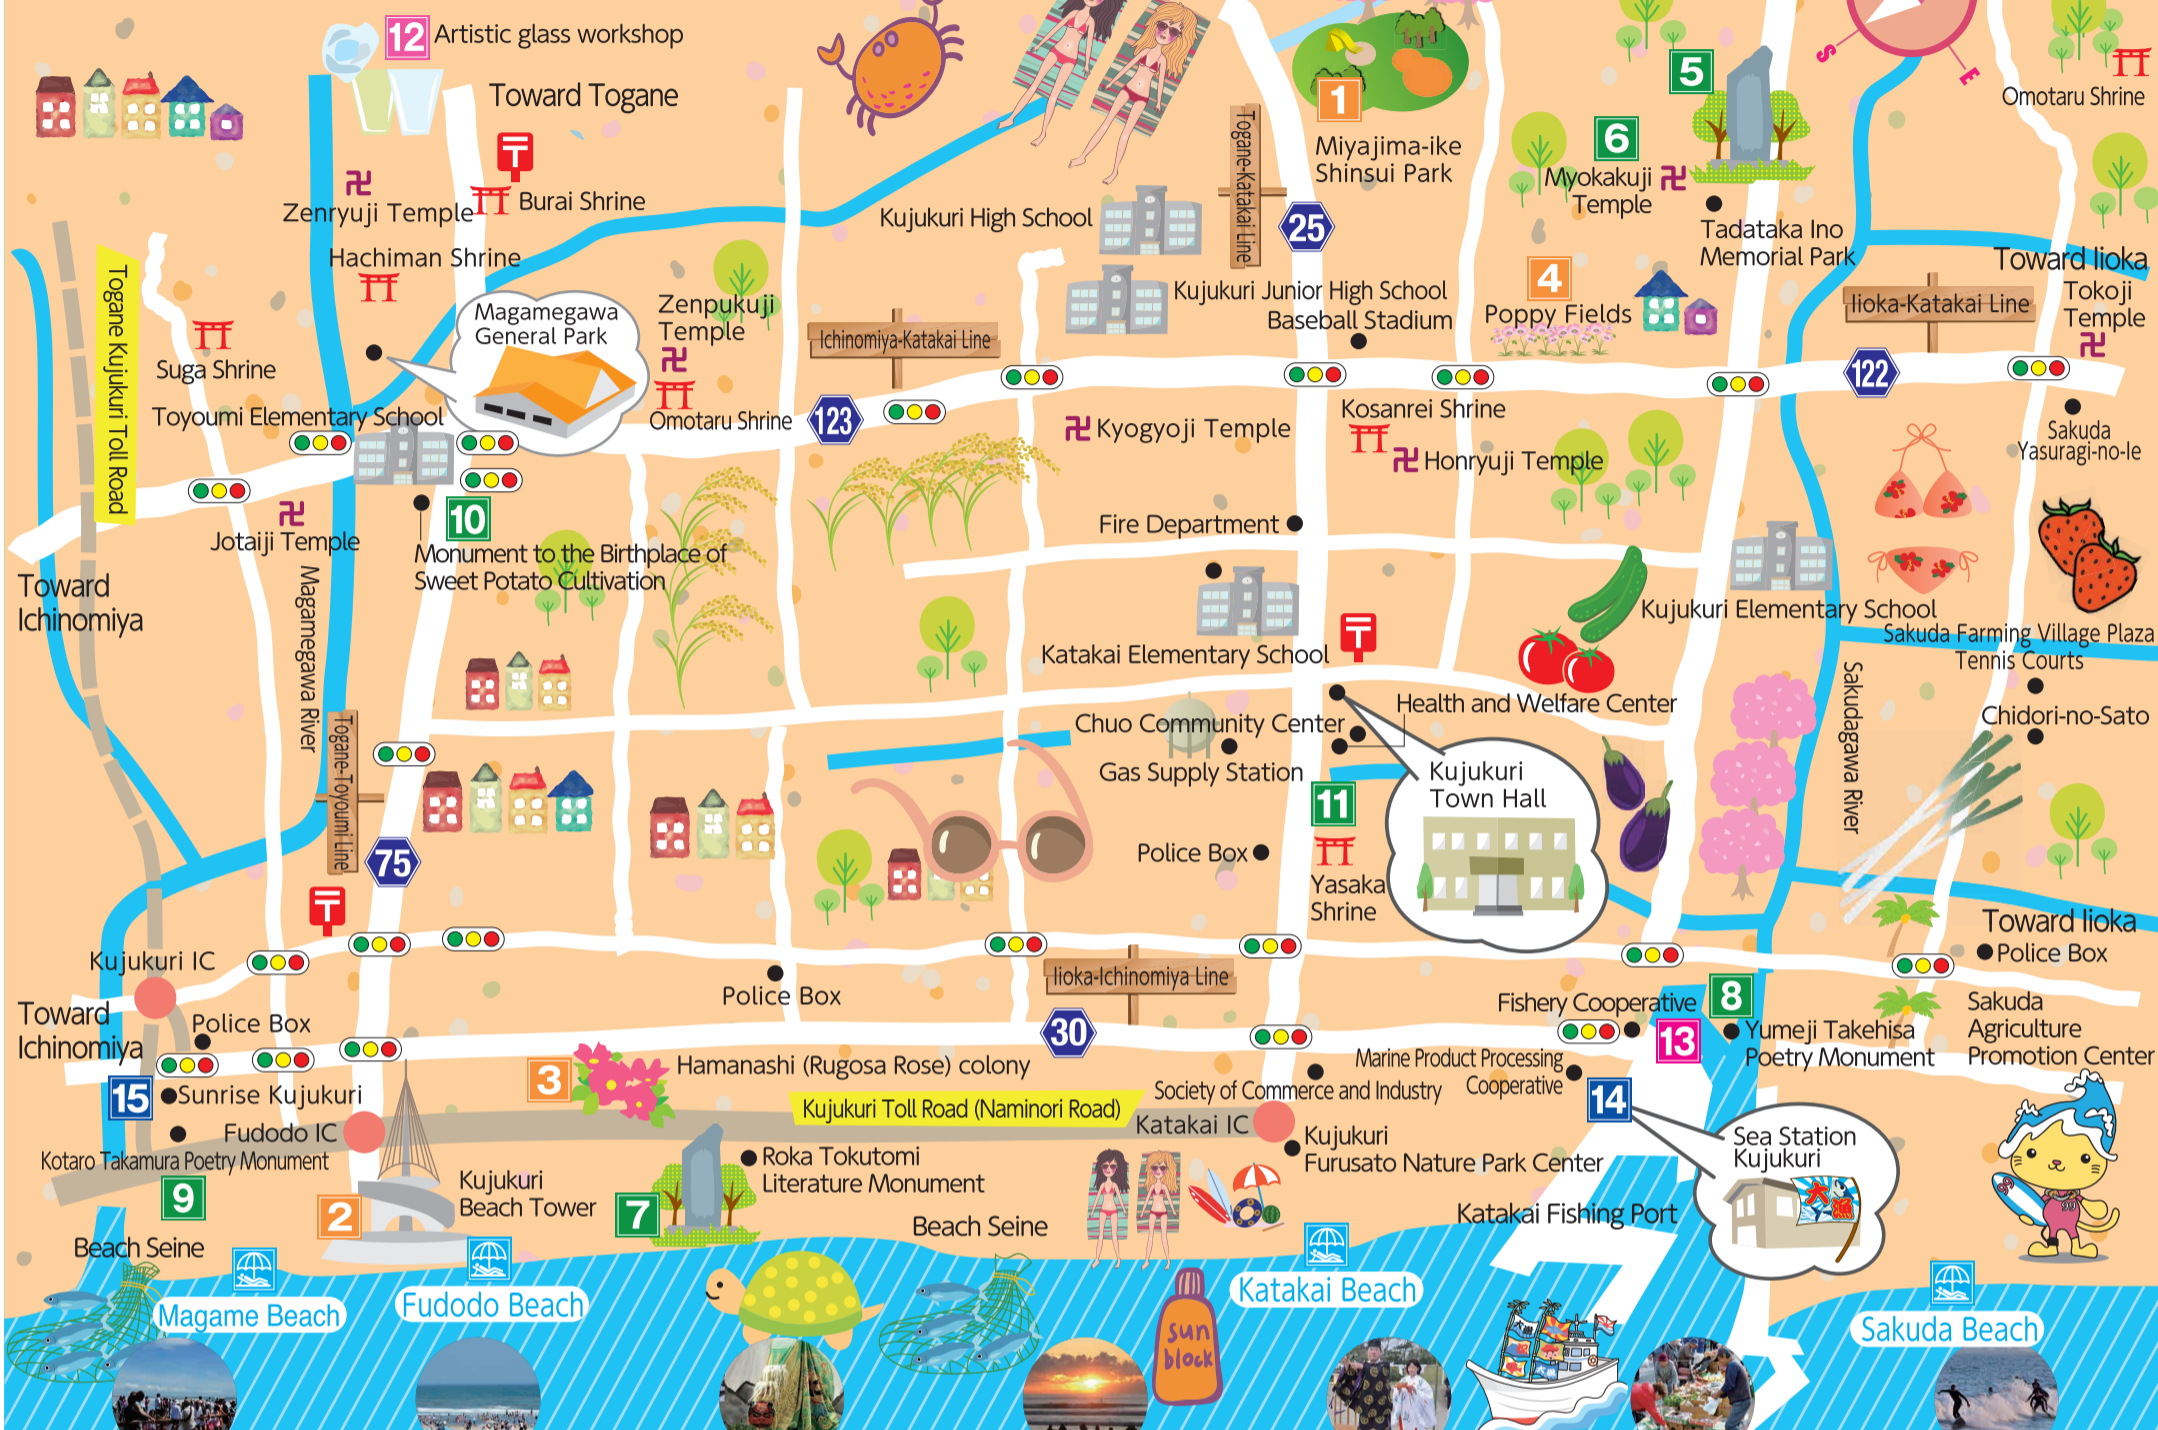 12 Artistic glass workshop
Toward Togane
S
E
5
Omotaru Shrine
1
Miyajima-ike
Shinsui Park
6
Myokakuji
Temple
Togane-Katakai Line
〒
Zenryuji Temple
Burai Shrine
Kujukuri High School
25
Tadataka Ino
Memorial Park
Hachiman Shrine
Toward Iioka
Togane Kujukuri Toll Road
Magamegawa
General Park
Zenpukuji
Temple
Kujukuri Junior High School
Baseball Stadium
4
Poppy Fields
Iioka-Katakai Line
Tokoji
Temple
Ichinomiya-Katakai Line
Suga Shrine
122
Toyoumi Elementary School
Omotaru Shrine
123
Kyogyoji Temple
Kosanrei Shrine
Honryuji Temple
Sakuda
Yasuragi-no-Ie
10
Jotaiji Temple
Monument to the Birthplace of
Sweet Potato Cultivation
Fire Department
Toward
Ichinomiya
Magamegawa River
Kujukuri Elementary School
Katakai Elementary School
〒
Sakuda Farming Village Plaza
Tennis Courts
Health and Welfare Center
Sakudagawa River
Chidori-no-Sato
Chuo Community Center
Gas Supply Station
Togane-Toyoumi Line
11
Kujukuri
Town Hall
75
Police Box
Yasaka
Shrine
〒
Toward Iioka
Police Box
Kujukuri IC
Iioka-Ichinomiya Line
Police Box
Toward
Ichinomiya
Police Box
30
Fishery Cooperative
8
13
Yumeji Takehisa
Poetry Monument
Sakuda
Agriculture
Promotion Center
3
Hamanashi (Rugosa Rose) colony
Marine Product Processing
Cooperative
Society of Commerce and Industry
15
Sunrise Kujukuri
14
Kujukuri Toll Road (Naminori Road)
Katakai IC
Fudodo IC
Kotaro Takamura Poetry Monument
Kujukuri
Furusato Nature Park Center
Sea Station
Kujukuri
大漁
99
Roka Tokutomi
Literature Monument
9
2
Kujukuri
Beach Tower
7
Beach Seine
Katakai Fishing Port
Beach Seine
Magame Beach
Fudodo Beach
Katakai Beach
Sakuda Beach
sun
block